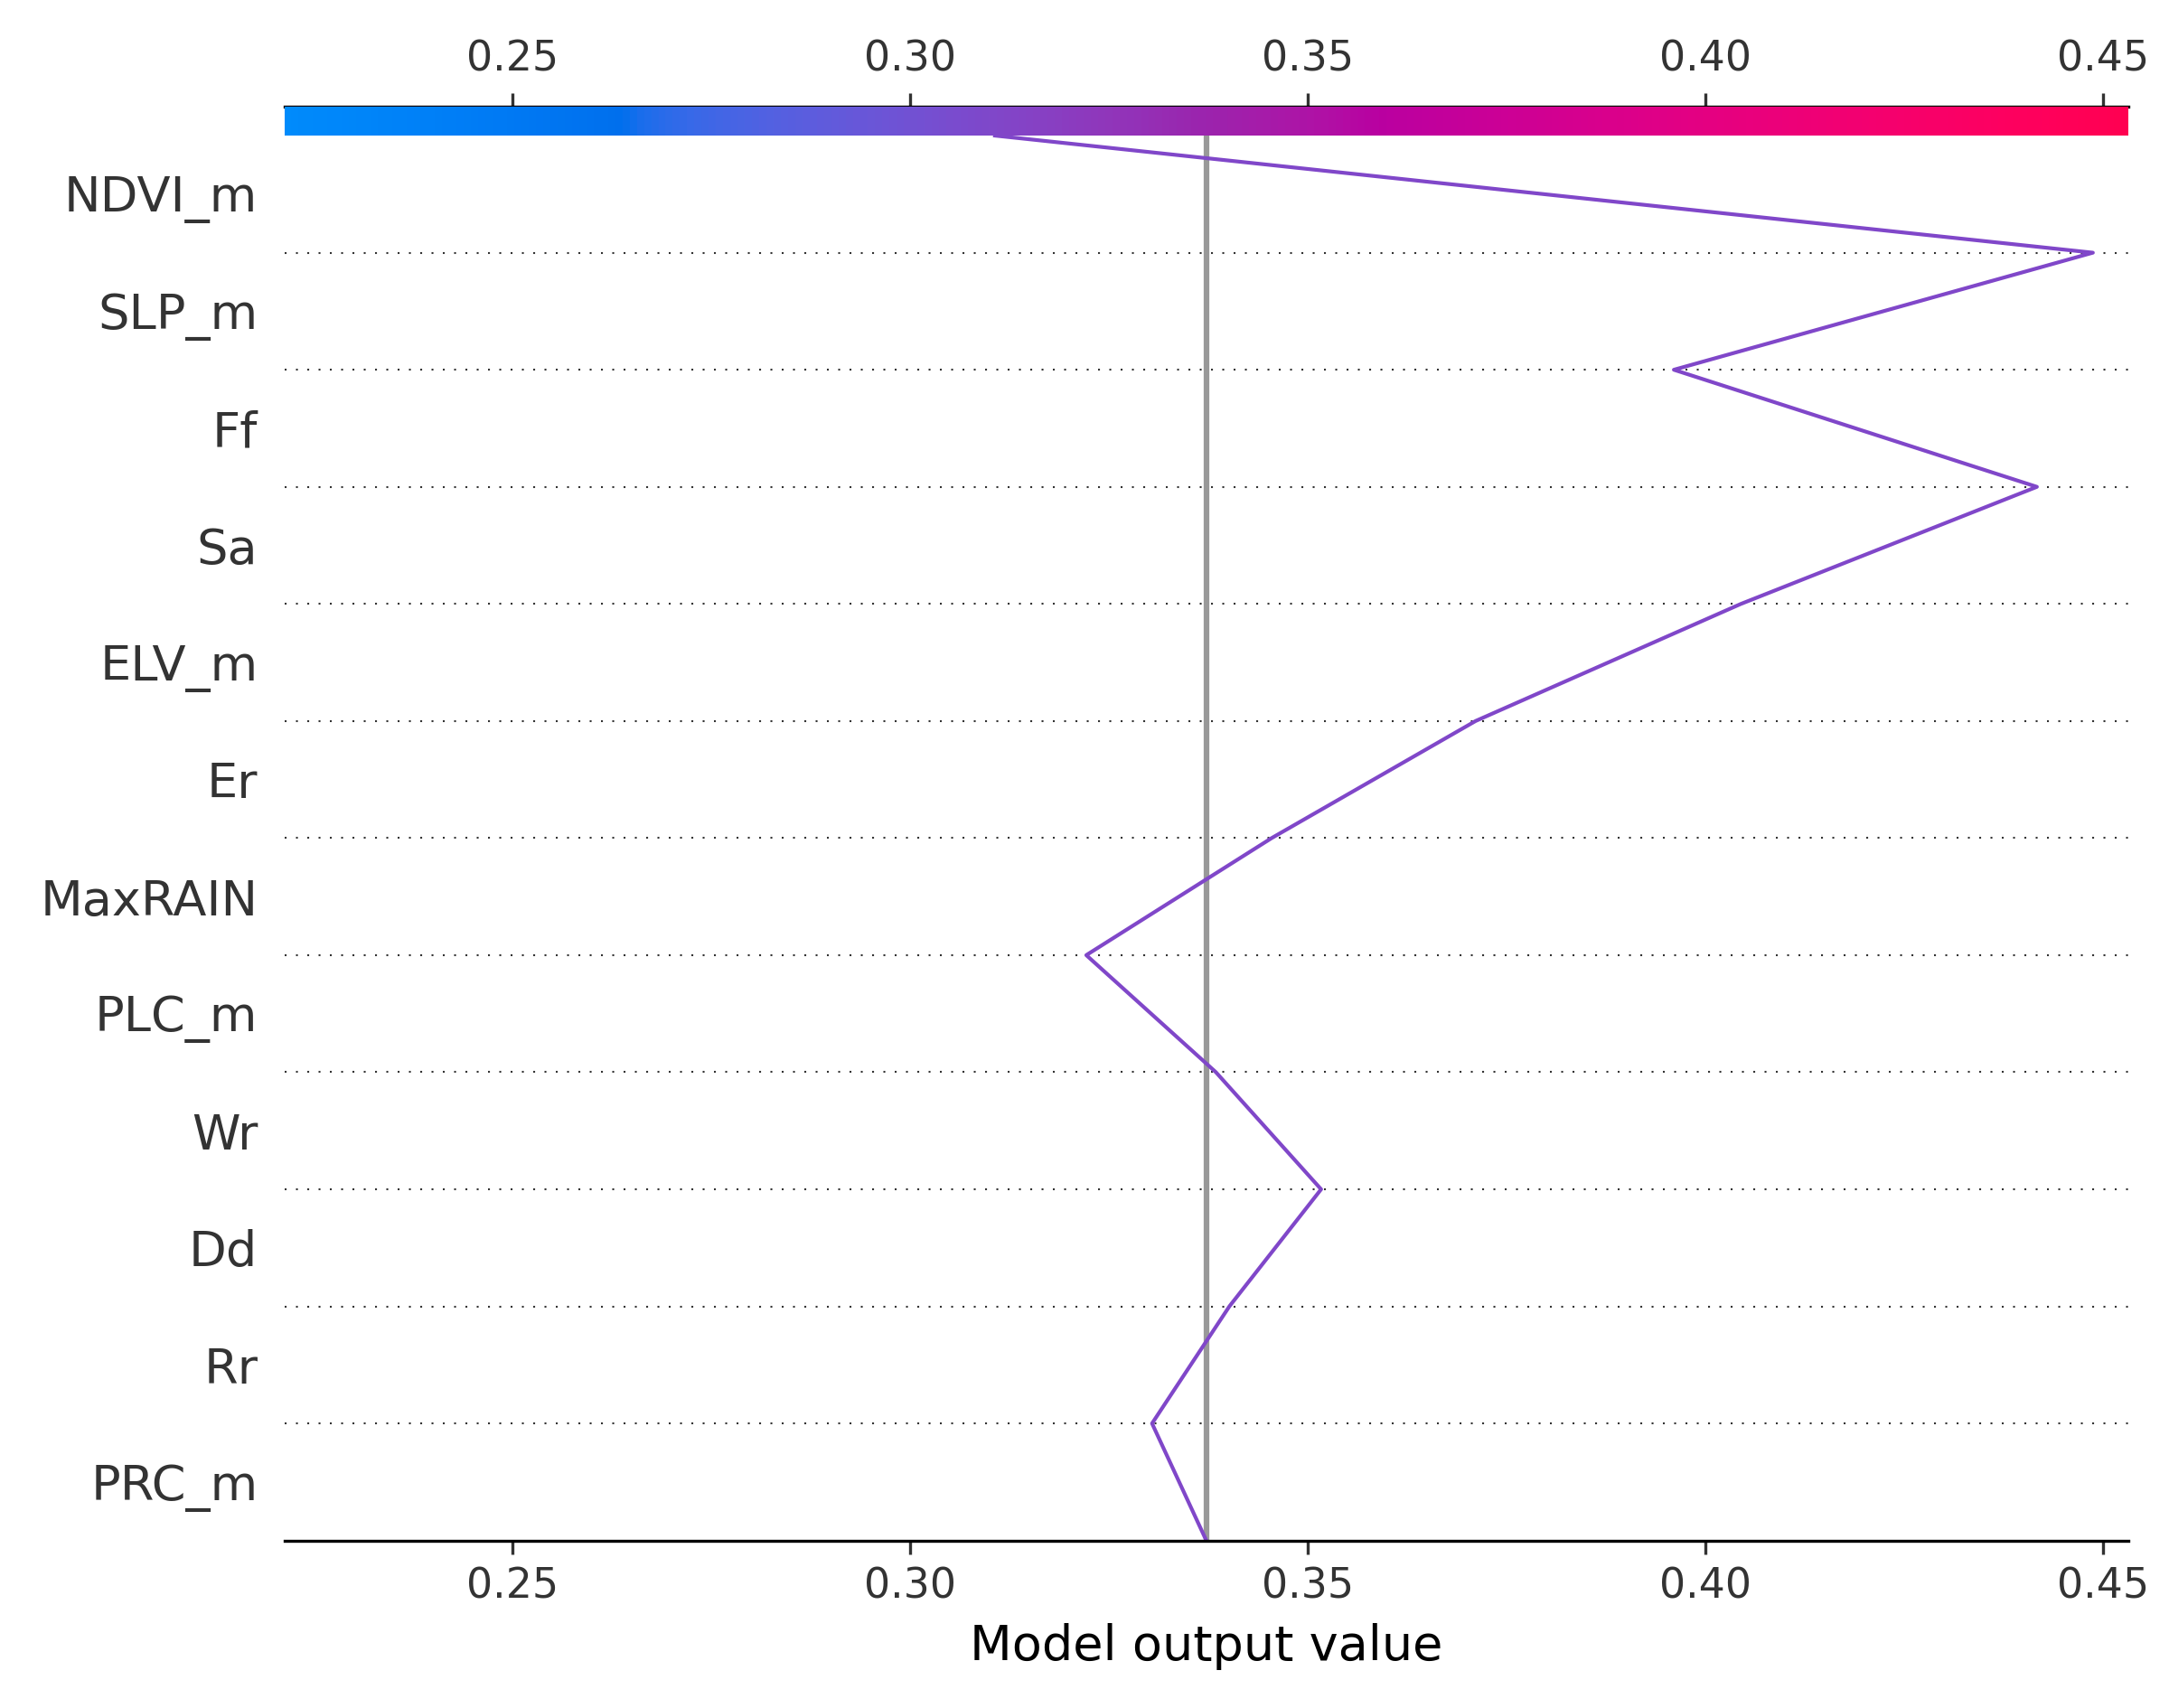 0.25 0.30 0.35 0.40 0.45
NDVI_m
SLP_m
Ff
Sa
ELV_m
Er
MaxRAIN
PLC_m
Wr
Dd
Rr
PRC_m
0.25 0.30 0.35 0.40 0.45
Model output value